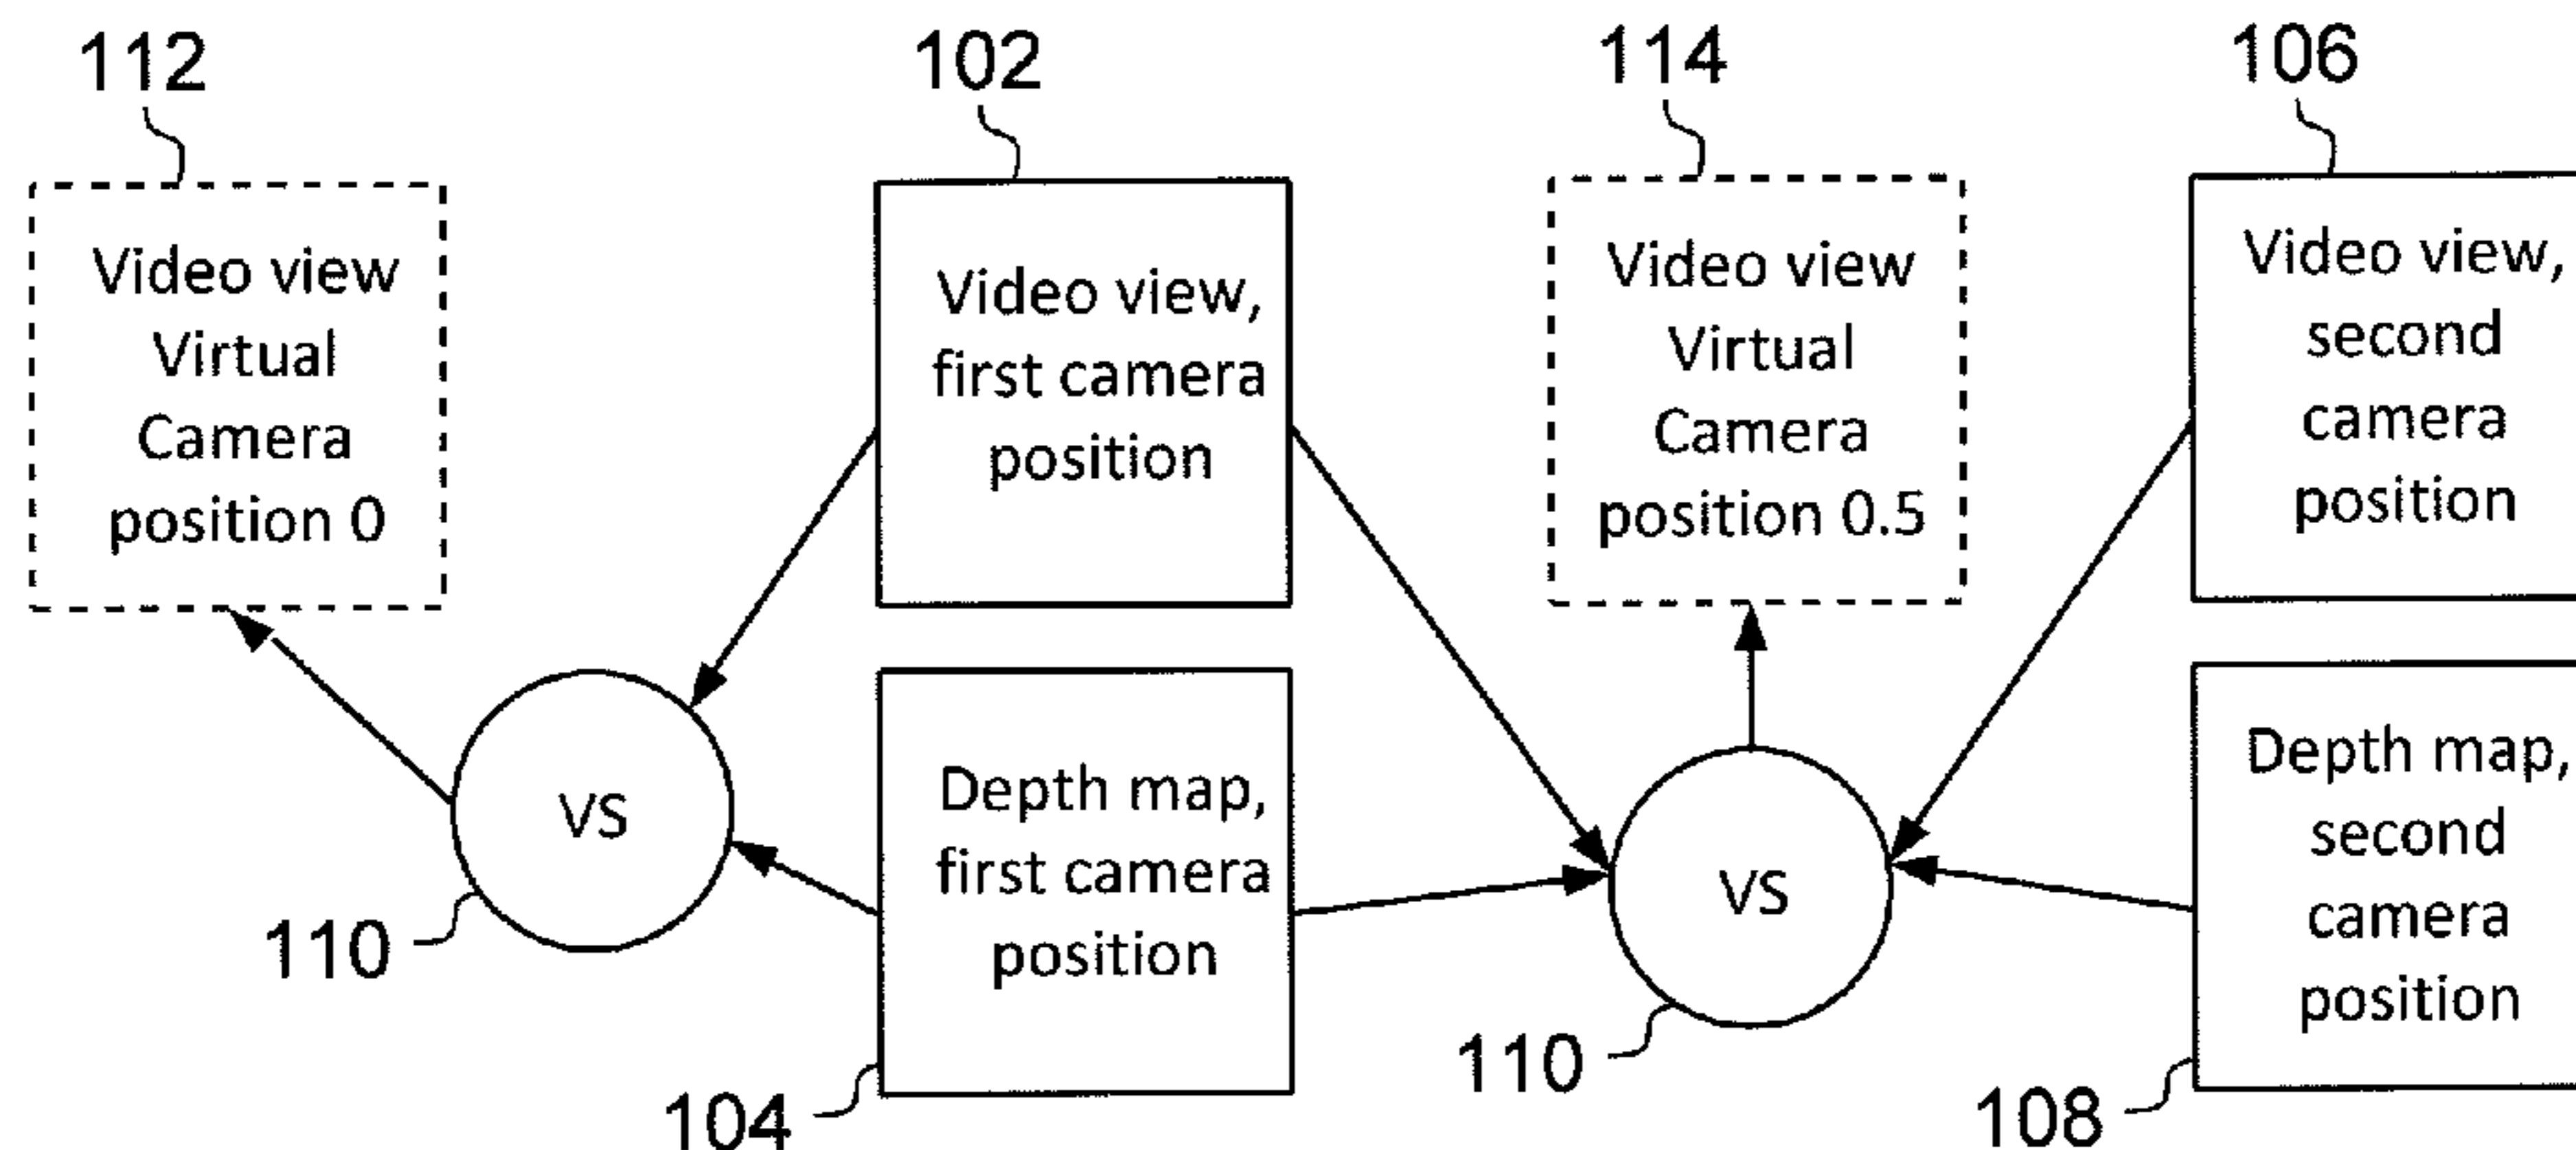 112
102
114
106
Video view
Virtual
Camera
position 0
Video view,
first camera
position
Video view
Virtual
Camera
position 0.5
Video view,
second
camera
position
VS
110
Depth map,
first camera
position
104
VS
110
Depth map,
second
camera
position
108